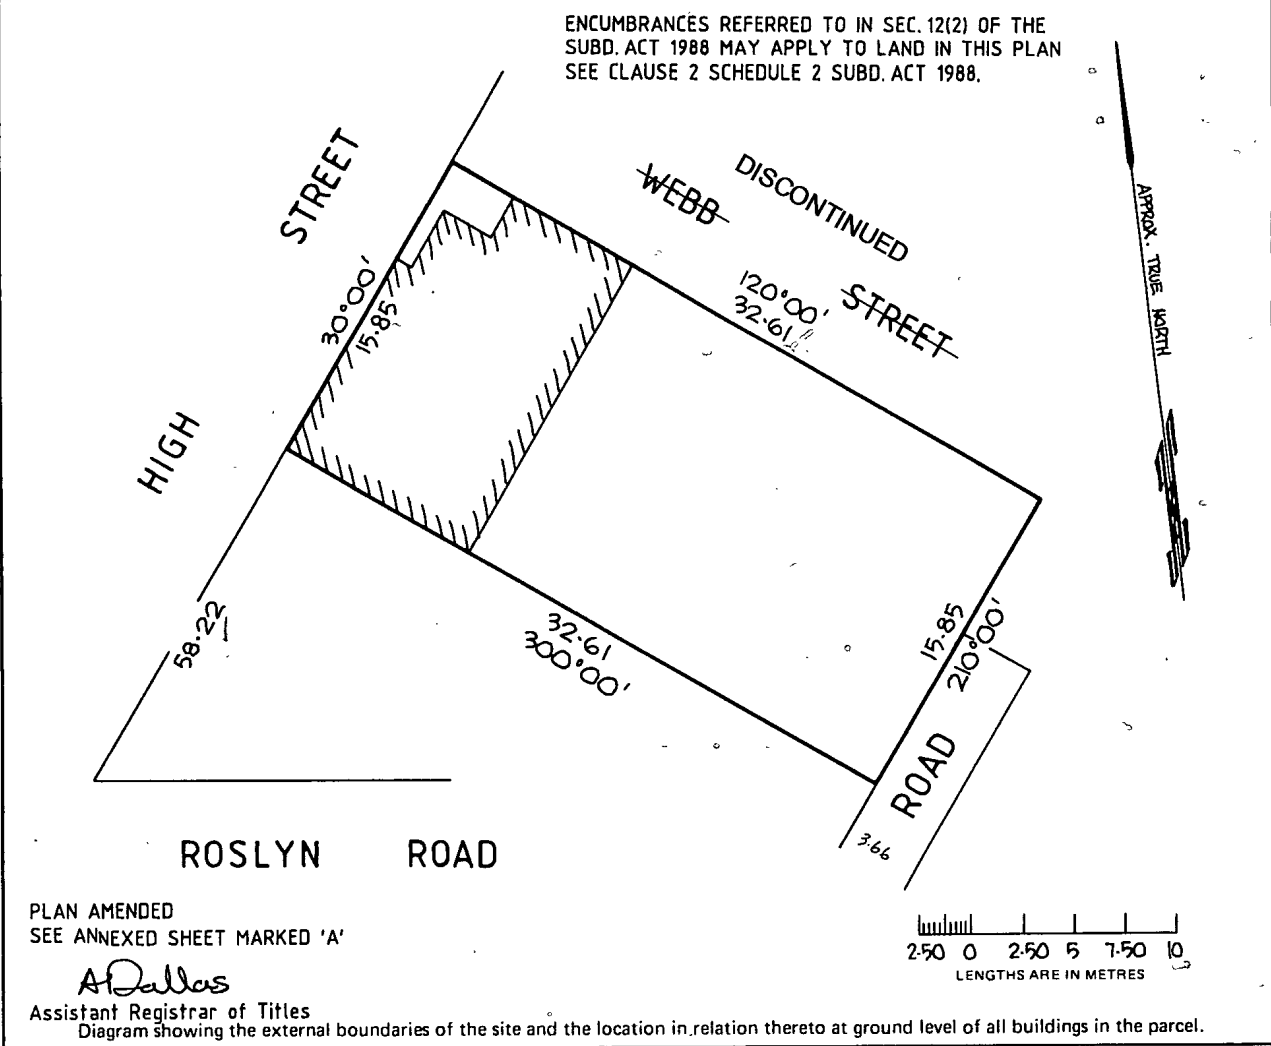 ENCUMBRANCES REFERRED TO IN SEC. 12(2) OF THE
SUBD. ACT 1988 MAY APPLY TO LAND IN THIS PLAN
SEE CLAUSE 2 SCHEDULE 2 SUBD. ACT 1988.
HIGH STREET
WEBB STREET
DISCONTINUED
APPROX. TRUE NORTH
30°00'
15.85
120°00'
32.61
15.85
210°00'
32.61
300°00'
58.22
ROAD
3.66
ROSLYN ROAD
PLAN AMENDED
SEE ANNEXED SHEET MARKED 'A'
A Dallas
Assistant Registrar of Titles
2.50 0 2.50 5 7.50 10
LENGTHS ARE IN METRES
Diagram showing the external boundaries of the site and the location in relation thereto at ground level of all buildings in the parcel.